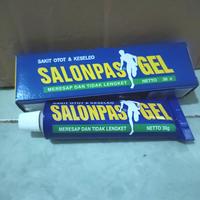 SAKIT OTOT & KESELEO
SALONPAS GEL
MERESAP DAN TIDAK LENGKET
NETTO 30 g
SALONPAS GEL
MERESAP DAN TIDAK LENGKET
NETTO 30g